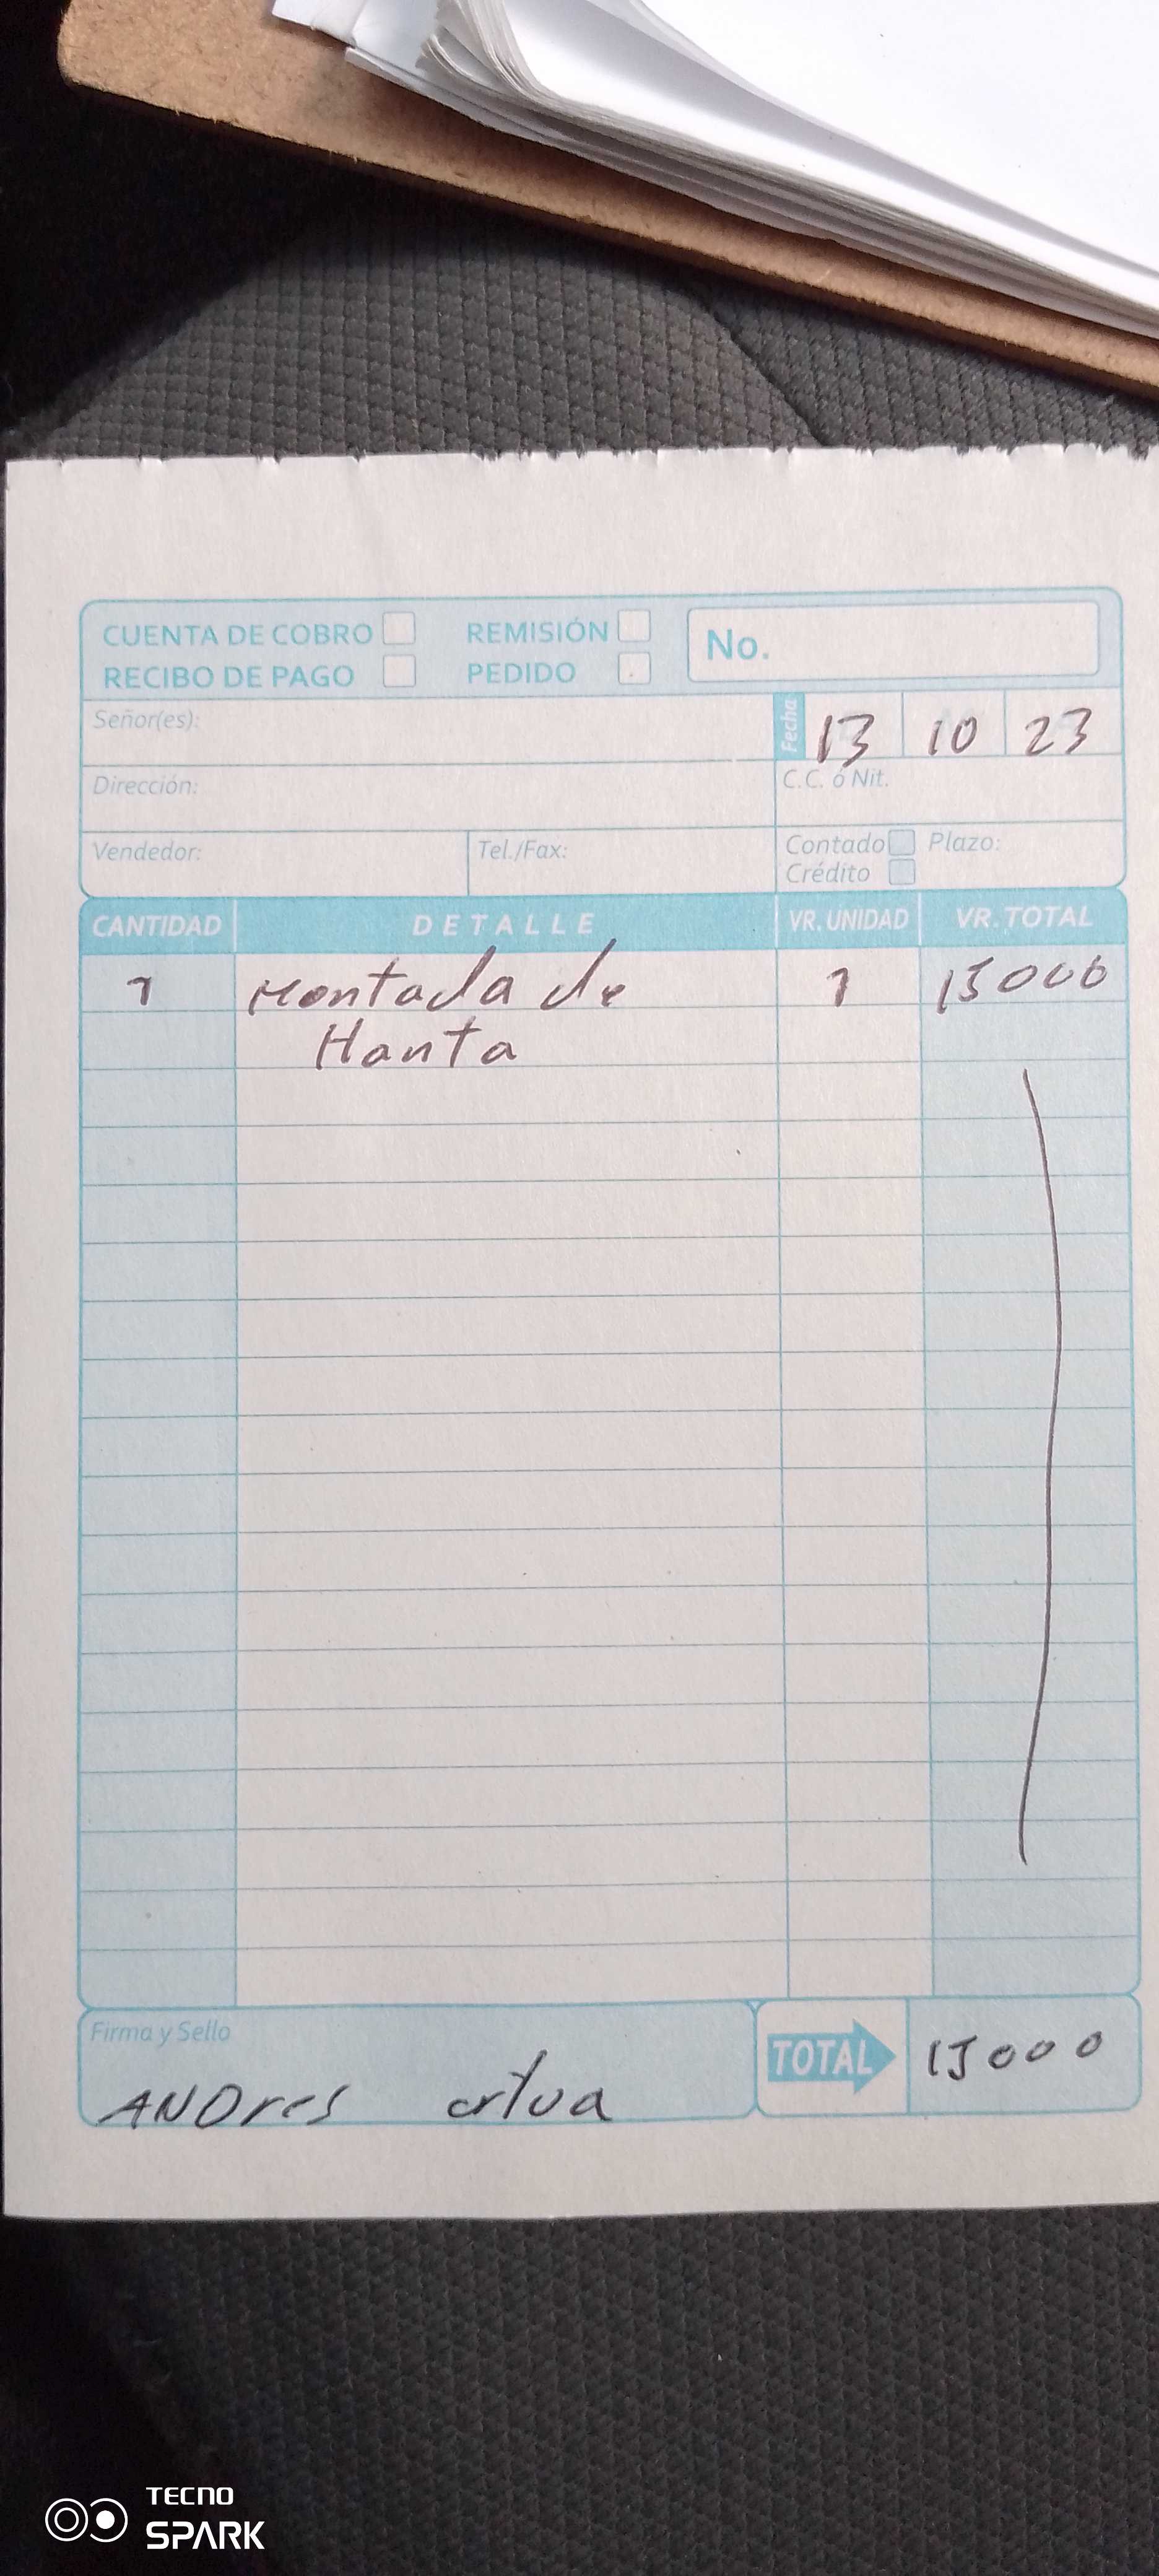 CUENTA DE COBRO REMISIÓN No.
RECIBO DE PAGO PEDIDO
Señor(es): Fecha 13 10 23
Dirección: C.C. ó Nit.
Vendedor: Tel./Fax: Contado Plazo:
Crédito
CANTIDAD DETALLE VR. UNIDAD VR. TOTAL
1 Montada de 1 15000
Llanta
Firma y Sello
ANDres TOTAL 15000
TECNO
SPARK